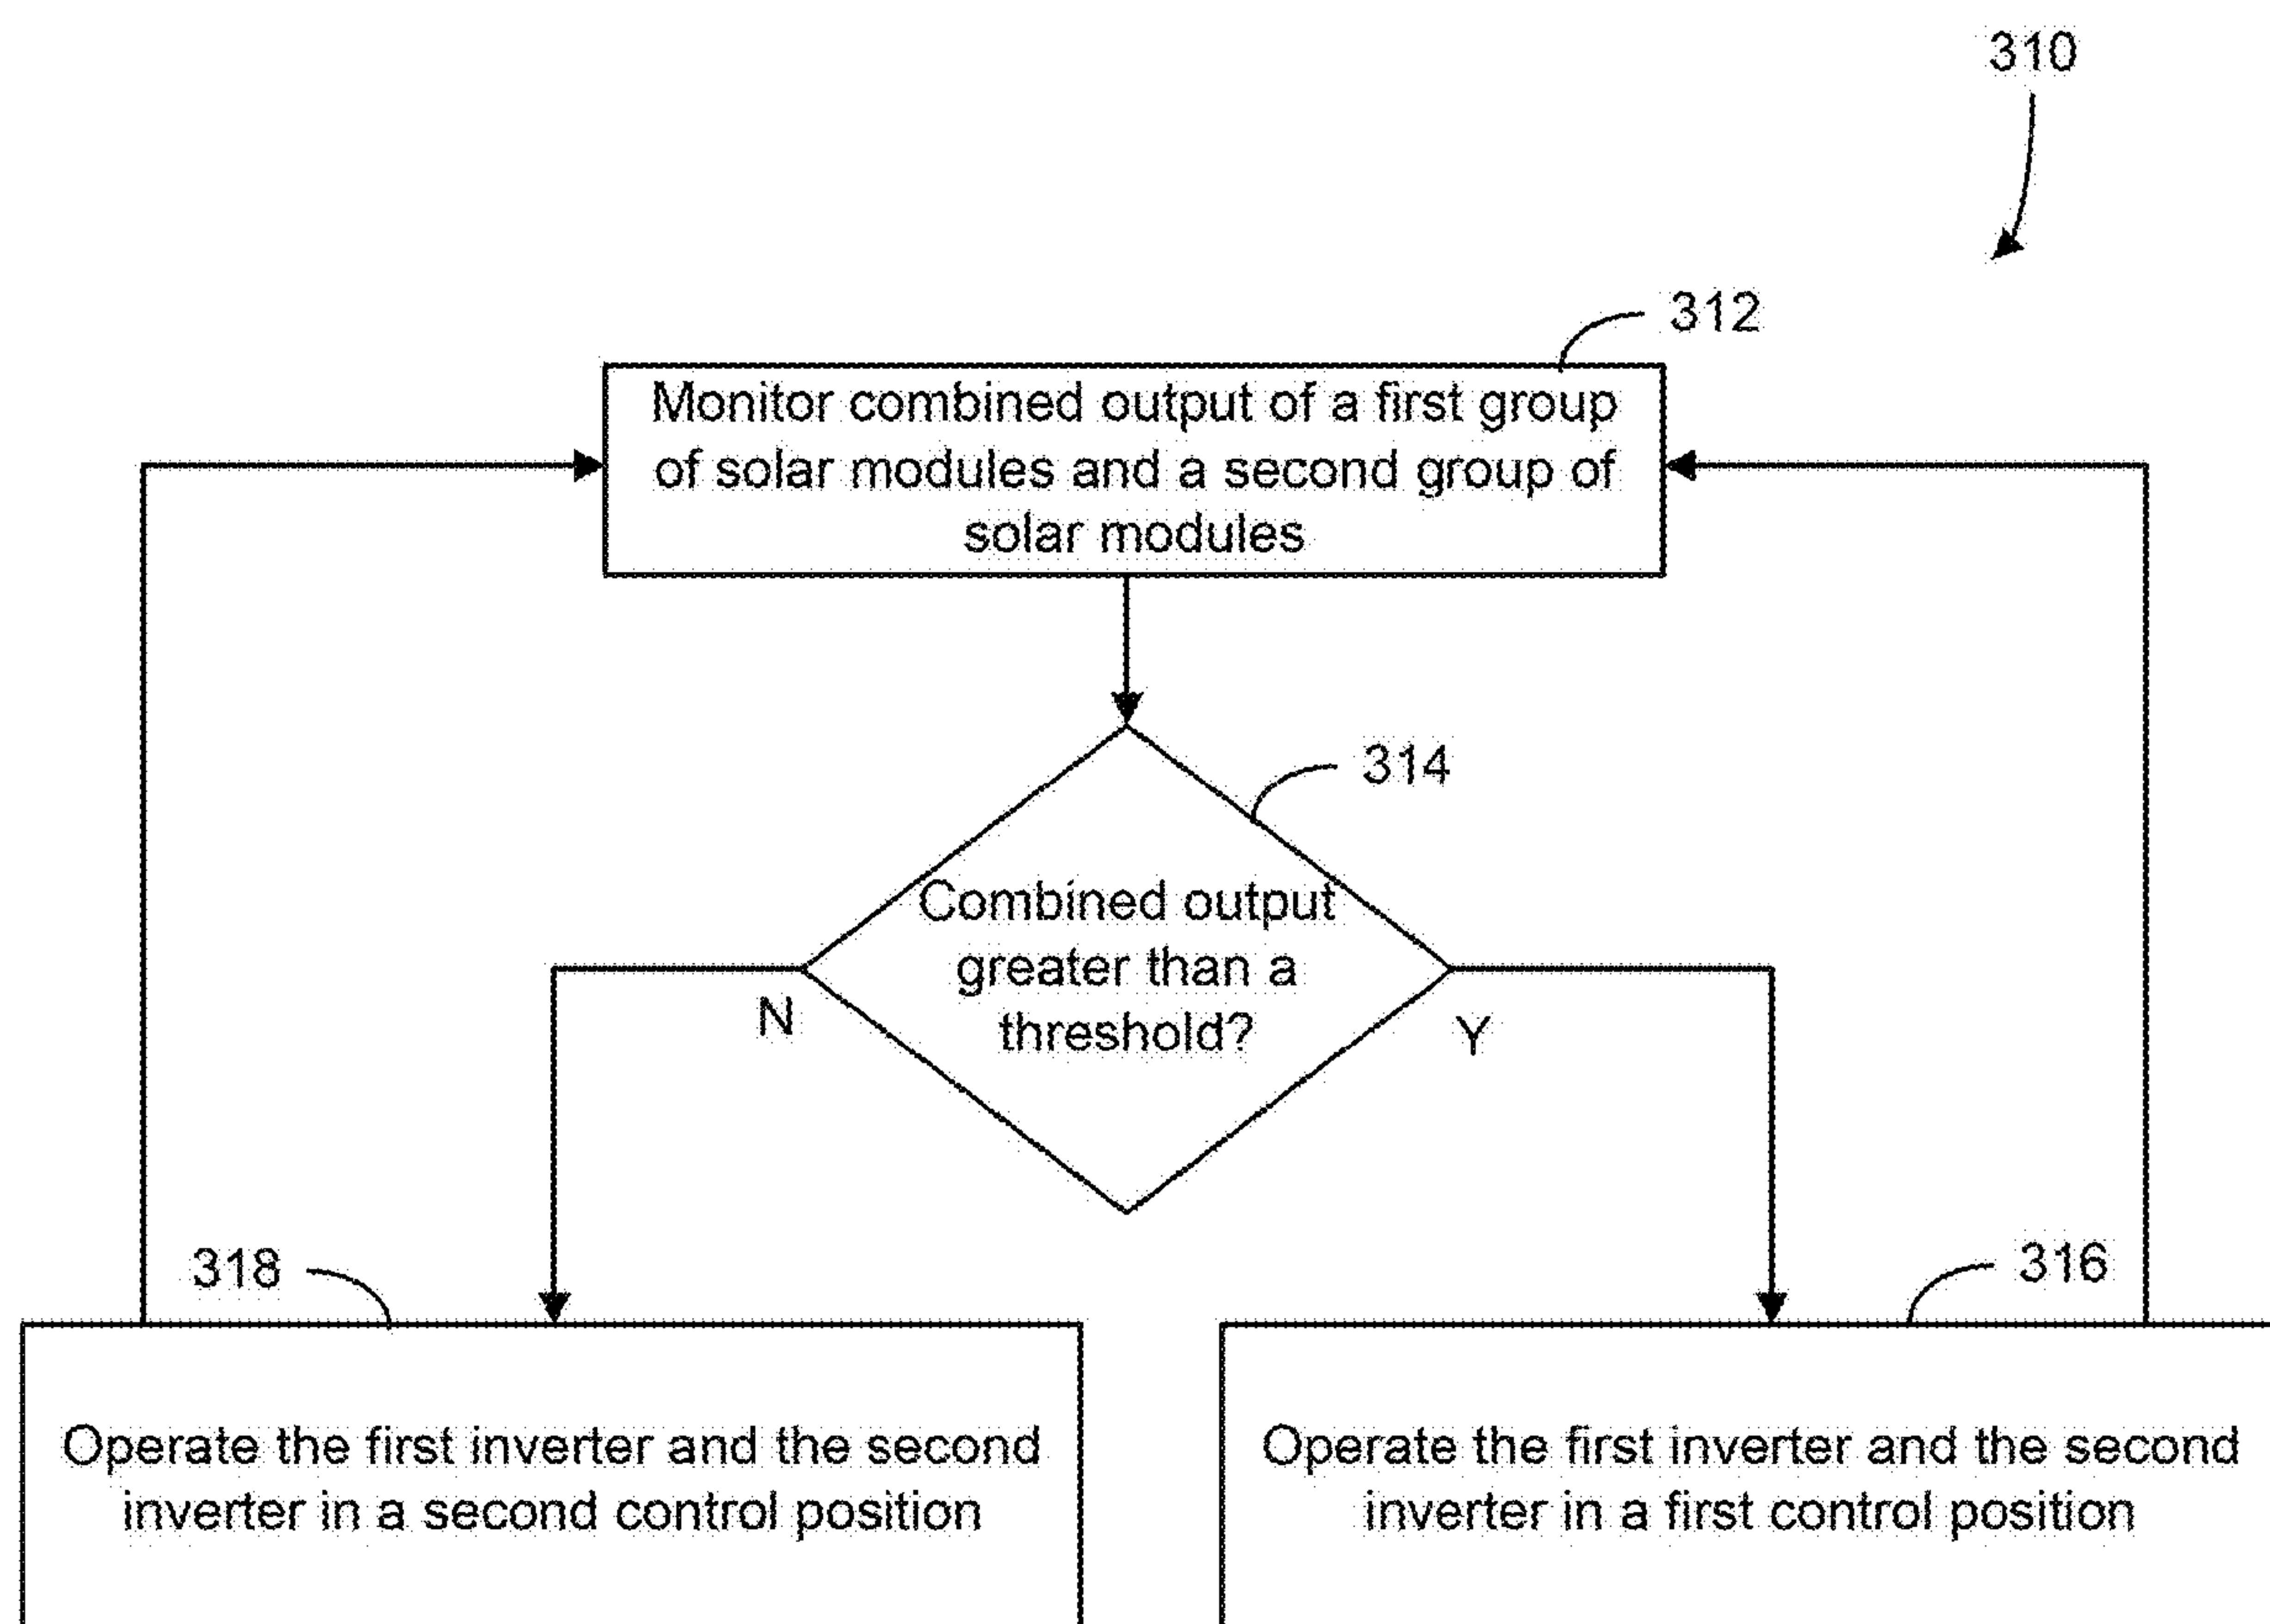 310
312
Monitor combined output of a first group
of solar modules and a second group of
solar modules
314
Combined output
greater than a
threshold?
N
Y
318
316
Operate the first inverter and the second
inverter in a second control position
Operate the first inverter and the second
inverter in a first control position